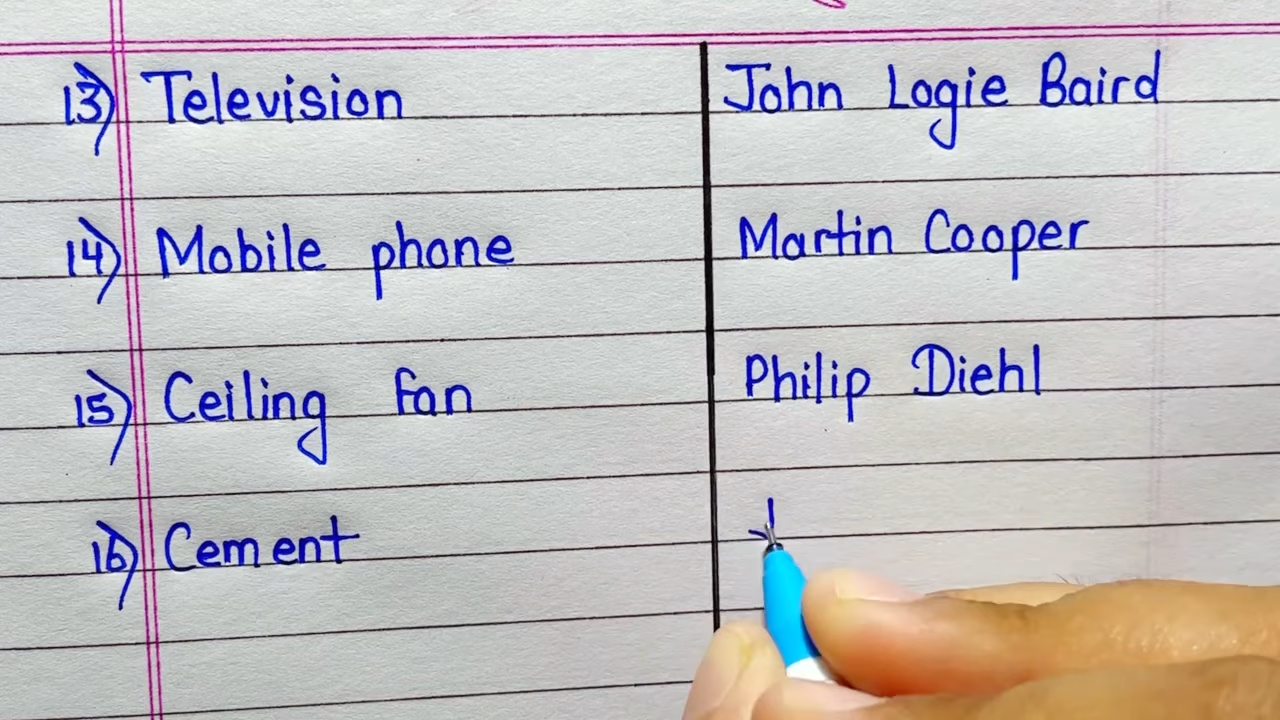 13) Television John Logie Baird
14) Mobile phone Martin Cooper
15) Ceiling fan Philip Diehl
16) Cement